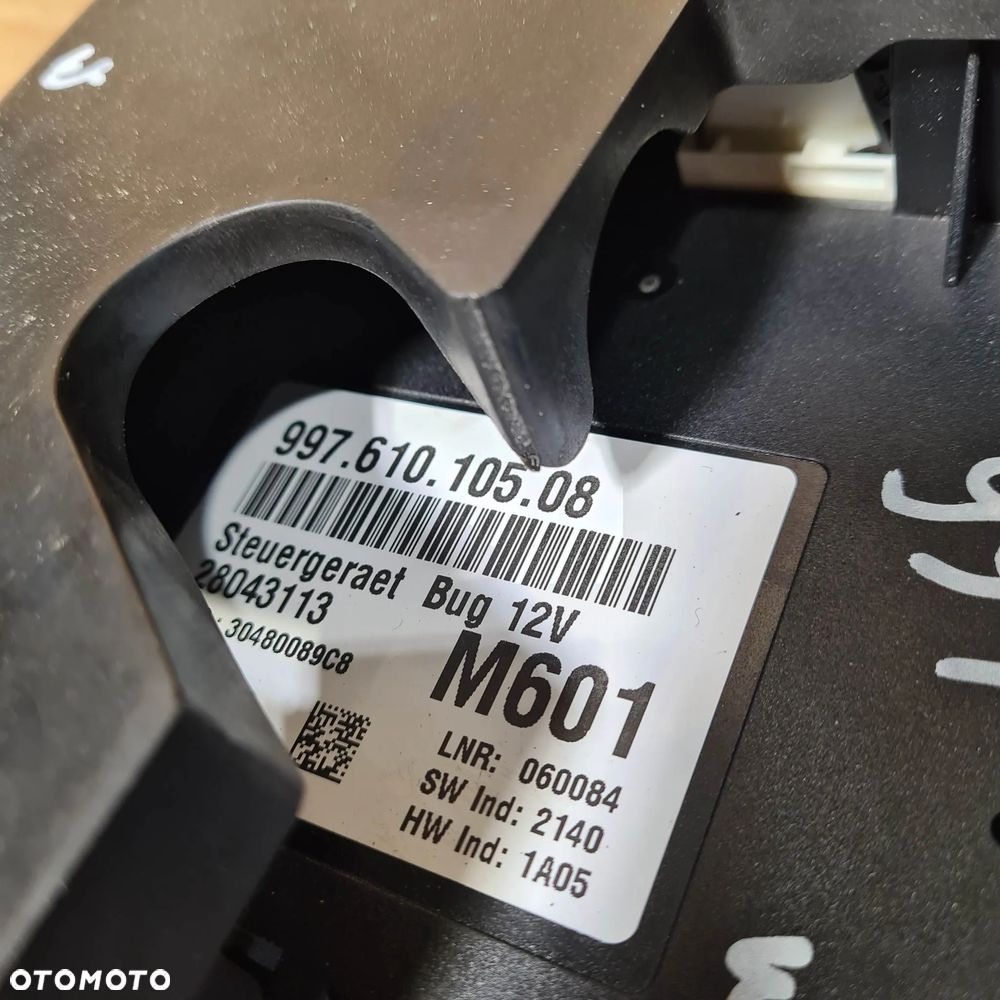 997.610.105.08
Steuergeraet Bug 12V
28043113
30480089C8
M601
LNR: 060084
SW Ind: 2140
HW Ind: 1A05
OTOMOTO